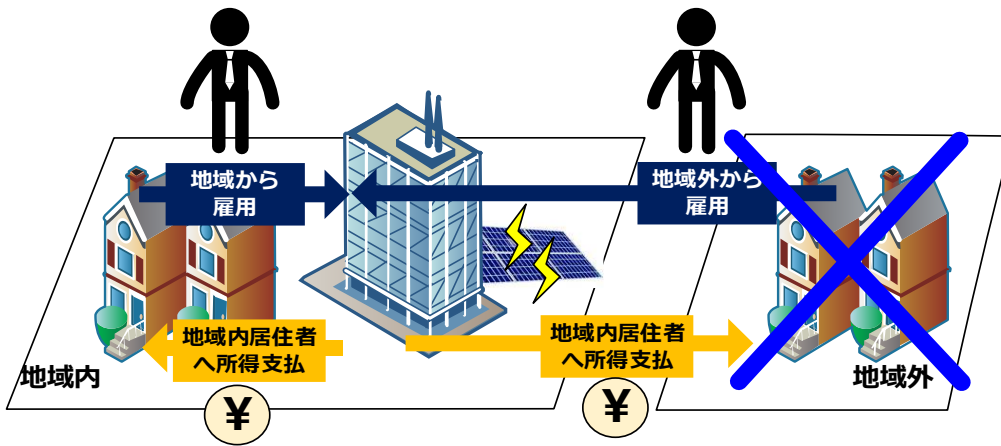 地域から
雇用
地域外から
雇用
地域内居住者
へ所得支払
地域内居住者
へ所得支払
地域内
地域外
¥
¥